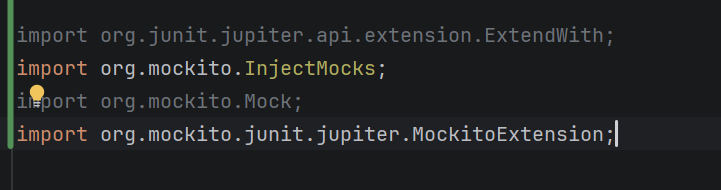 import org.junit.jupiter.api.extension.ExtendWith;
import org.mockito.InjectMocks;
import org.mockito.Mock;
import org.mockito.junit.jupiter.MockitoExtension;